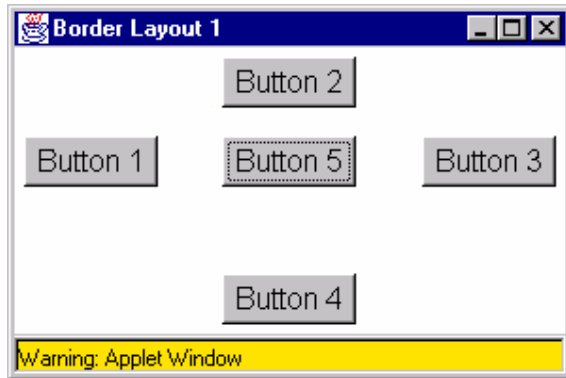 Border Layout 1
Button 2
Button 1 Button 5 Button 3
Button 4
Warning: Applet Window